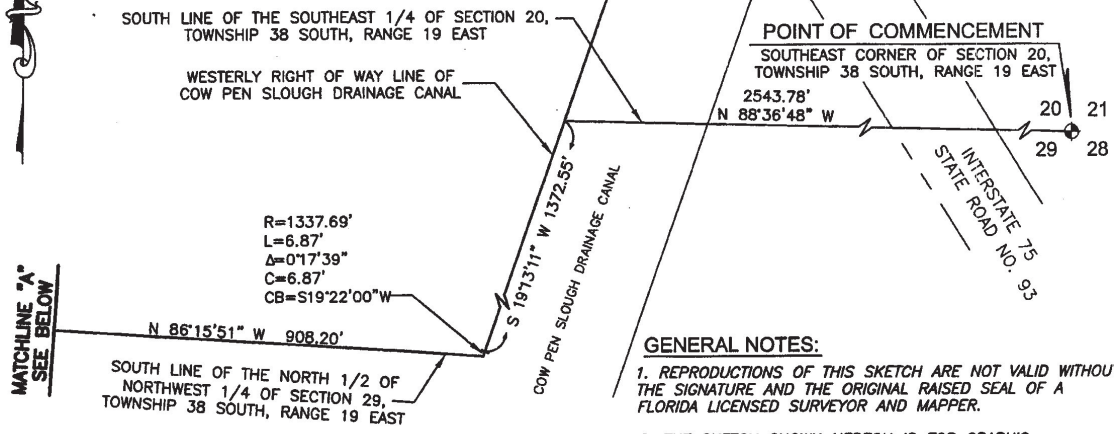 SOUTH LINE OF THE SOUTHEAST 1/4 OF SECTION 20,
TOWNSHIP 38 SOUTH, RANGE 19 EAST
WESTERLY RIGHT OF WAY LINE OF
COW PEN SLOUGH DRAINAGE CANAL
POINT OF COMMENCEMENT
SOUTHEAST CORNER OF SECTION 20,
TOWNSHIP 38 SOUTH, RANGE 19 EAST
2543.78'
N 88°36'48" W
20 21
29 28
INTERSTATE 75
STATE ROAD NO. 93
S 19°13'11" W 1372.55'
COW PEN SLOUGH DRAINAGE CANAL
R=1337.69'
L=6.87'
Δ=0°17'39"
C=6.87'
CB=S19°22'00"W
MATCHLINE "A"
SEE BELOW
N 86°15'51" W 908.20'
SOUTH LINE OF THE NORTH 1/2 OF
NORTHWEST 1/4 OF SECTION 29,
TOWNSHIP 38 SOUTH, RANGE 19 EAST
GENERAL NOTES:
1. REPRODUCTIONS OF THIS SKETCH ARE NOT VALID WITHOU
THE SIGNATURE AND THE ORIGINAL RAISED SEAL OF A
FLORIDA LICENSED SURVEYOR AND MAPPER.